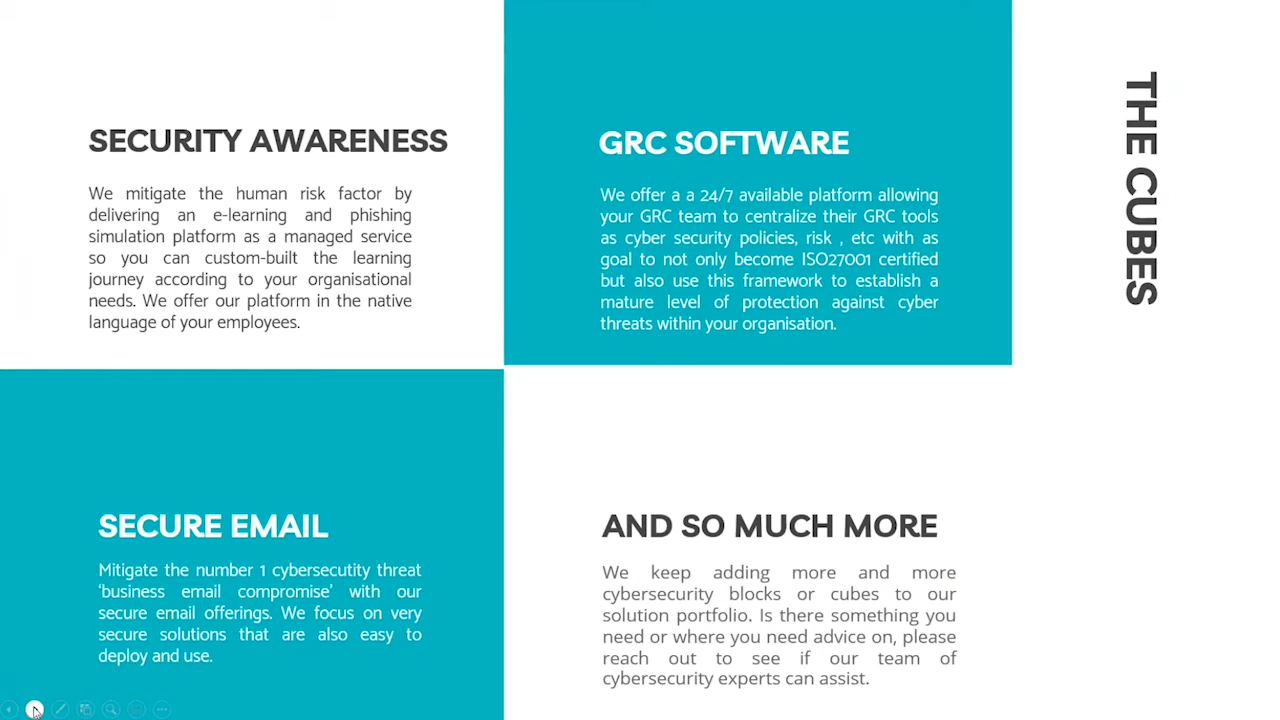 SECURITY AWARENESS
We mitigate the human risk factor by
delivering an e-learning and phishing
simulation platform as a managed service
so you can custom-built the learning
journey according to your organisational
needs. We offer our platform in the native
language of your employees.
GRC SOFTWARE
We offer a a 24/7 available platform allowing
your GRC team to centralize their GRC tools
as cyber security policies, risk , etc with as
goal to not only become ISO27001 certified
but also use this framework to establish a
mature level of protection against cyber
threats within your organisation.
THE CUBES
SECURE EMAIL
Mitigate the number 1 cybersecutity threat
‘business email compromise’ with our
secure email offerings. We focus on very
secure solutions that are also easy to
deploy and use.
AND SO MUCH MORE
We keep adding more and more
cybersecurity blocks or cubes to our
solution portfolio. Is there something you
need or where you need advice on, please
reach out to see if our team of
cybersecurity experts can assist.